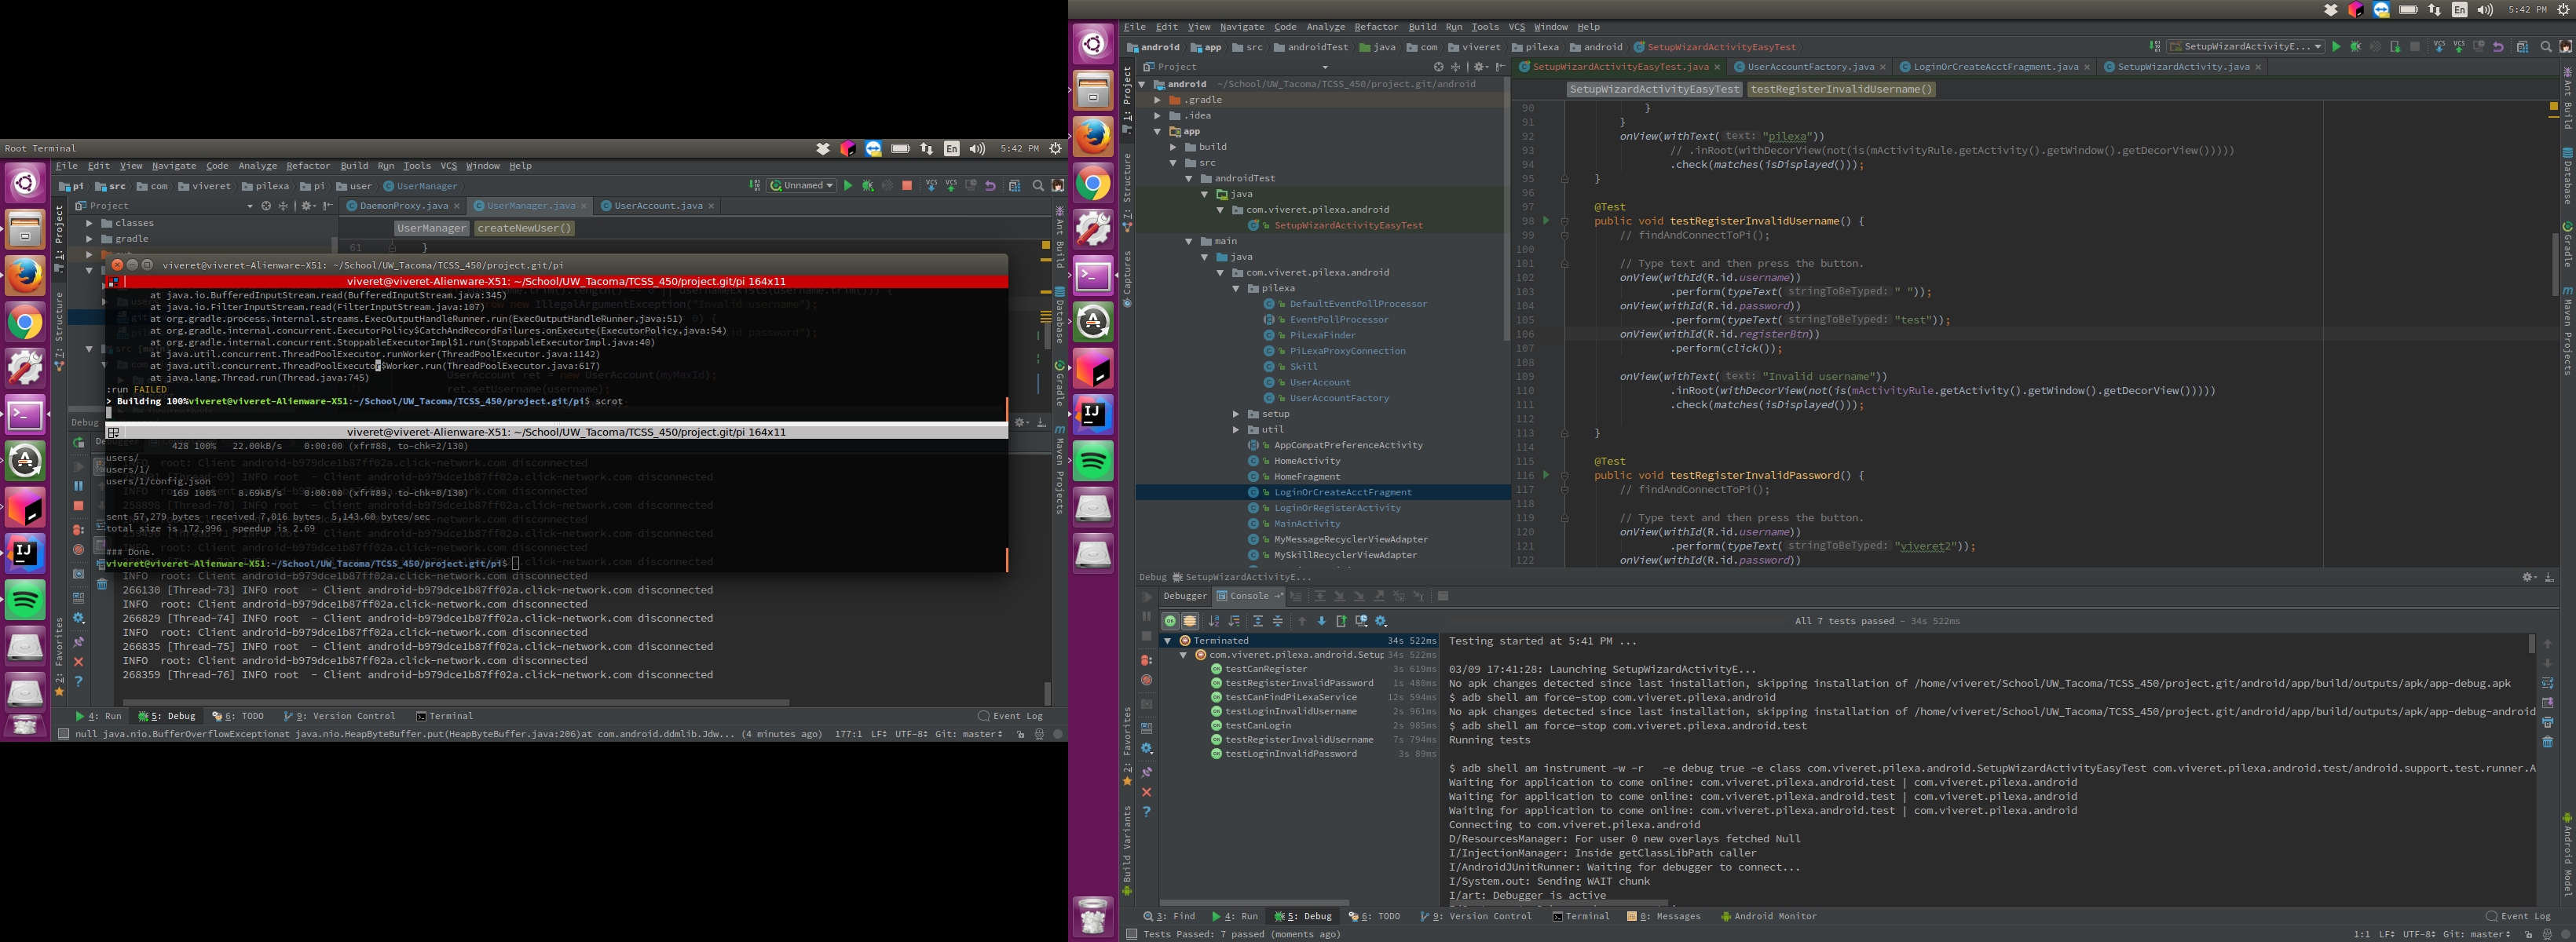 Root Terminal
En
5:42 PM
File Edit View Navigate Code Analyze Refactor Build Run Tools VCS Window Help
pi src com viveret pilexa pi user UserManager
Unnamed
Project
DaemonProxy.java UserManager.java UserAccount.java
classes
gradle
UserManager createNewUser()
61 }
viveret@viveret-Alienware-X51: ~/School/UW_Tacoma/TCSS_450/project.git/pi
viveret@viveret-Alienware-X51: ~/School/UW_Tacoma/TCSS_450/project.git/pi 164x11
at java.io.BufferedInputStream.read(BufferedInputStream.java:345)
at java.io.FilterInputStream.read(FilterInputStream.java:107)
at org.gradle.process.internal.streams.ExecOutputHandleRunner.run(ExecOutputHandleRunner.java:51)
at org.gradle.internal.concurrent.ExecutorPolicy$CatchAndRecordFailures.onExecute(ExecutorPolicy.java:54)
at org.gradle.internal.concurrent.StoppableExecutorImpl$1.run(StoppableExecutorImpl.java:40)
at java.util.concurrent.ThreadPoolExecutor.runWorker(ThreadPoolExecutor.java:1142)
at java.util.concurrent.ThreadPoolExecutor$Worker.run(ThreadPoolExecutor.java:617)
at java.lang.Thread.run(Thread.java:745)
:run FAILED
> Building 100%viveret@viveret-Alienware-X51:~/School/UW_Tacoma/TCSS_450/project.git/pi$ scrot
viveret@viveret-Alienware-X51: ~/School/UW_Tacoma/TCSS_450/project.git/pi 164x11
428 100% 22.00kB/s 0:00:00 (xfr#88, to-chk=2/130)
users/
users/1/
users/1/config.json
169 100% 8.69kB/s 0:00:00 (xfr#89, to-chk=0/130)
sent 57,279 bytes received 7,016 bytes 5,143.60 bytes/sec
total size is 172,996 speedup is 2.69
### Done.
viveret@viveret-Alienware-X51:~/School/UW_Tacoma/TCSS_450/project.git/pi$
INFO root: Client android-b979dce1b87ff02a.click-network.com disconnected
266130 [Thread-73] INFO root - Client android-b979dce1b87ff02a.click-network.com disconnected
INFO root: Client android-b979dce1b87ff02a.click-network.com disconnected
266829 [Thread-74] INFO root - Client android-b979dce1b87ff02a.click-network.com disconnected
INFO root: Client android-b979dce1b87ff02a.click-network.com disconnected
266835 [Thread-75] INFO root - Client android-b979dce1b87ff02a.click-network.com disconnected
INFO root: Client android-b979dce1b87ff02a.click-network.com disconnected
268359 [Thread-76] INFO root - Client android-b979dce1b87ff02a.click-network.com disconnected
1: Project
7: Structure
2: Favorites
Ant Build
Database
Gradle
Maven Projects
4: Run 5: Debug 6: TODO 9: Version Control Terminal Event Log
null java.nio.BufferOverflowExceptionat java.nio.HeapByteBuffer.put(HeapByteBuffer.java:206)at com.android.ddmlib.Jdw... (4 minutes ago) 177:1 LF UTF-8 Git: master
En
5:42 PM
File Edit View Navigate Code Analyze Refactor Build Run Tools VCS Window Help
android app src androidTest java com viveret pilexa android SetupWizardActivityEasyTest
SetupWizardActivityE...
Project
SetupWizardActivityEasyTest.java UserAccountFactory.java LoginOrCreateAcctFragment.java SetupWizardActivity.java
android ~/School/UW_Tacoma/TCSS_450/project.git/android
.gradle
.idea
app
build
src
androidTest
java
com.viveret.pilexa.android
SetupWizardActivityEasyTest
main
java
com.viveret.pilexa.android
pilexa
DefaultEventPollProcessor
EventPollProcessor
PiLexaFinder
PiLexaProxyConnection
Skill
UserAccount
UserAccountFactory
setup
util
AppCompatPreferenceActivity
HomeActivity
HomeFragment
LoginOrCreateAcctFragment
LoginOrRegisterActivity
MainActivity
MyMessageRecyclerViewAdapter
MySkillRecyclerViewAdapter
SetupWizardActivityEasyTest testRegisterInvalidUsername()
90 }
91 }
92 onView(withText( text: "pilexa"))
93 // .inRoot(withDecorView(not(is(mActivityRule.getActivity().getWindow().getDecorView()))))
94 .check(matches(isDisplayed()));
95 }
96
97 @Test
98 public void testRegisterInvalidUsername() {
99 // findAndConnectToPi();
100
101 // Type text and then press the button.
102 onView(withId(R.id.username))
103 .perform(typeText( stringToBeTyped: " "));
104 onView(withId(R.id.password))
105 .perform(typeText( stringToBeTyped: "test"));
106 onView(withId(R.id.registerBtn))
107 .perform(click());
108
109 onView(withText( text: "Invalid username"))
110 .inRoot(withDecorView(not(is(mActivityRule.getActivity().getWindow().getDecorView()))))
111 .check(matches(isDisplayed()));
112
113 }
114
115 @Test
116 public void testRegisterInvalidPassword() {
117 // findAndConnectToPi();
118
119 // Type text and then press the button.
120 onView(withId(R.id.username))
121 .perform(typeText( stringToBeTyped: "viveret2"));
122 onView(withId(R.id.password))
Debug SetupWizardActivityE...
Debugger Console
All 7 tests passed – 34s 522ms
Terminated 34s 522ms
com.viveret.pilexa.android.Setup 34s 522ms
testCanRegister 3s 619ms
testRegisterInvalidPassword 1s 480ms
testCanFindPiLexaService 12s 594ms
testLoginInvalidUsername 2s 961ms
testCanLogin 2s 985ms
testRegisterInvalidUsername 7s 794ms
testLoginInvalidPassword 3s 89ms
Testing started at 5:41 PM ...
03/09 17:41:28: Launching SetupWizardActivityE...
No apk changes detected since last installation, skipping installation of /home/viveret/School/UW_Tacoma/TCSS_450/project.git/android/app/build/outputs/apk/app-debug.apk
$ adb shell am force-stop com.viveret.pilexa.android
No apk changes detected since last installation, skipping installation of /home/viveret/School/UW_Tacoma/TCSS_450/project.git/android/app/build/outputs/apk/app-debug-android
$ adb shell am force-stop com.viveret.pilexa.android.test
Running tests
$ adb shell am instrument -w -r -e debug true -e class com.viveret.pilexa.android.SetupWizardActivityEasyTest com.viveret.pilexa.android.test/android.support.test.runner.A
Waiting for application to come online: com.viveret.pilexa.android.test | com.viveret.pilexa.android
Waiting for application to come online: com.viveret.pilexa.android.test | com.viveret.pilexa.android
Waiting for application to come online: com.viveret.pilexa.android.test | com.viveret.pilexa.android
Connecting to com.viveret.pilexa.android
D/ResourcesManager: For user 0 new overlays fetched Null
I/InjectionManager: Inside getClassLibPath caller
I/AndroidJUnitRunner: Waiting for debugger to connect...
I/System.out: Sending WAIT chunk
I/art: Debugger is active
1: Project
7: Structure
Captures
2: Favorites
Build Variants
Ant Build
Database
Gradle
Maven Projects
Android Model
3: Find 4: Run 5: Debug 6: TODO 9: Version Control Terminal 0: Messages Android Monitor Event Log
Tests Passed: 7 passed (moments ago) 1:1 LF UTF-8 Git: master